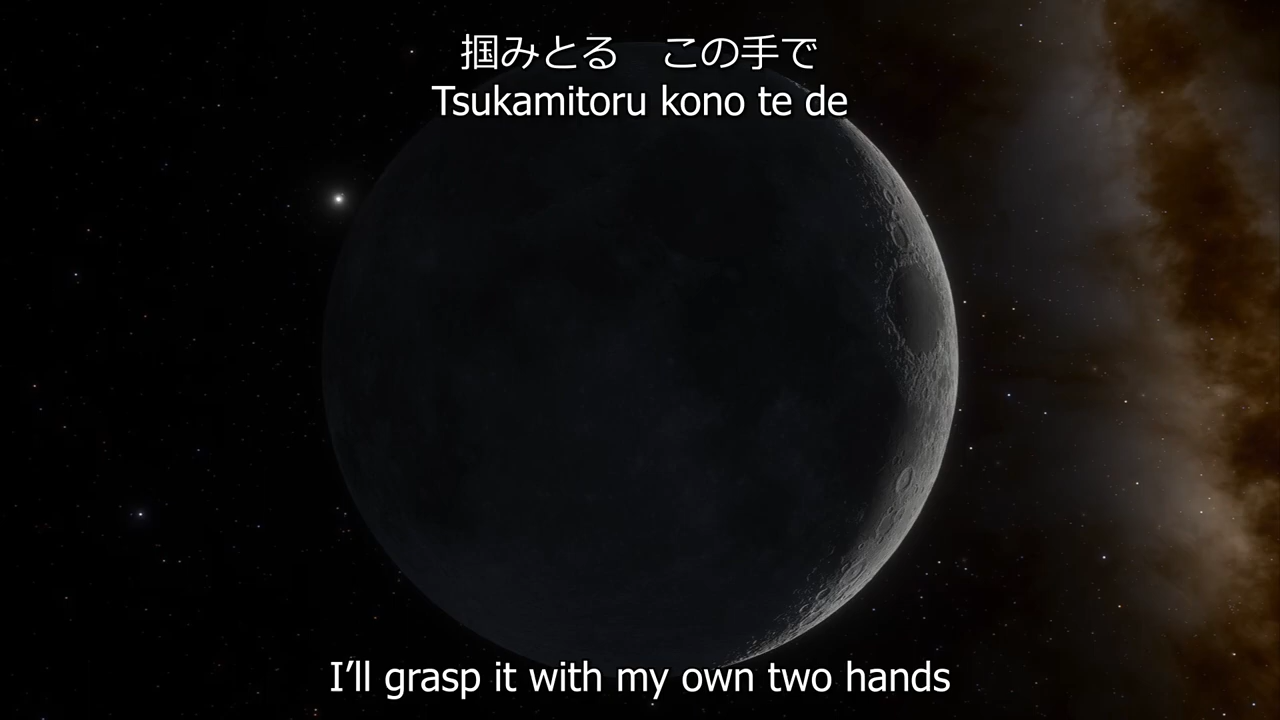 掴みとる　この手で
Tsukamitoru kono te de
I’ll grasp it with my own two hands